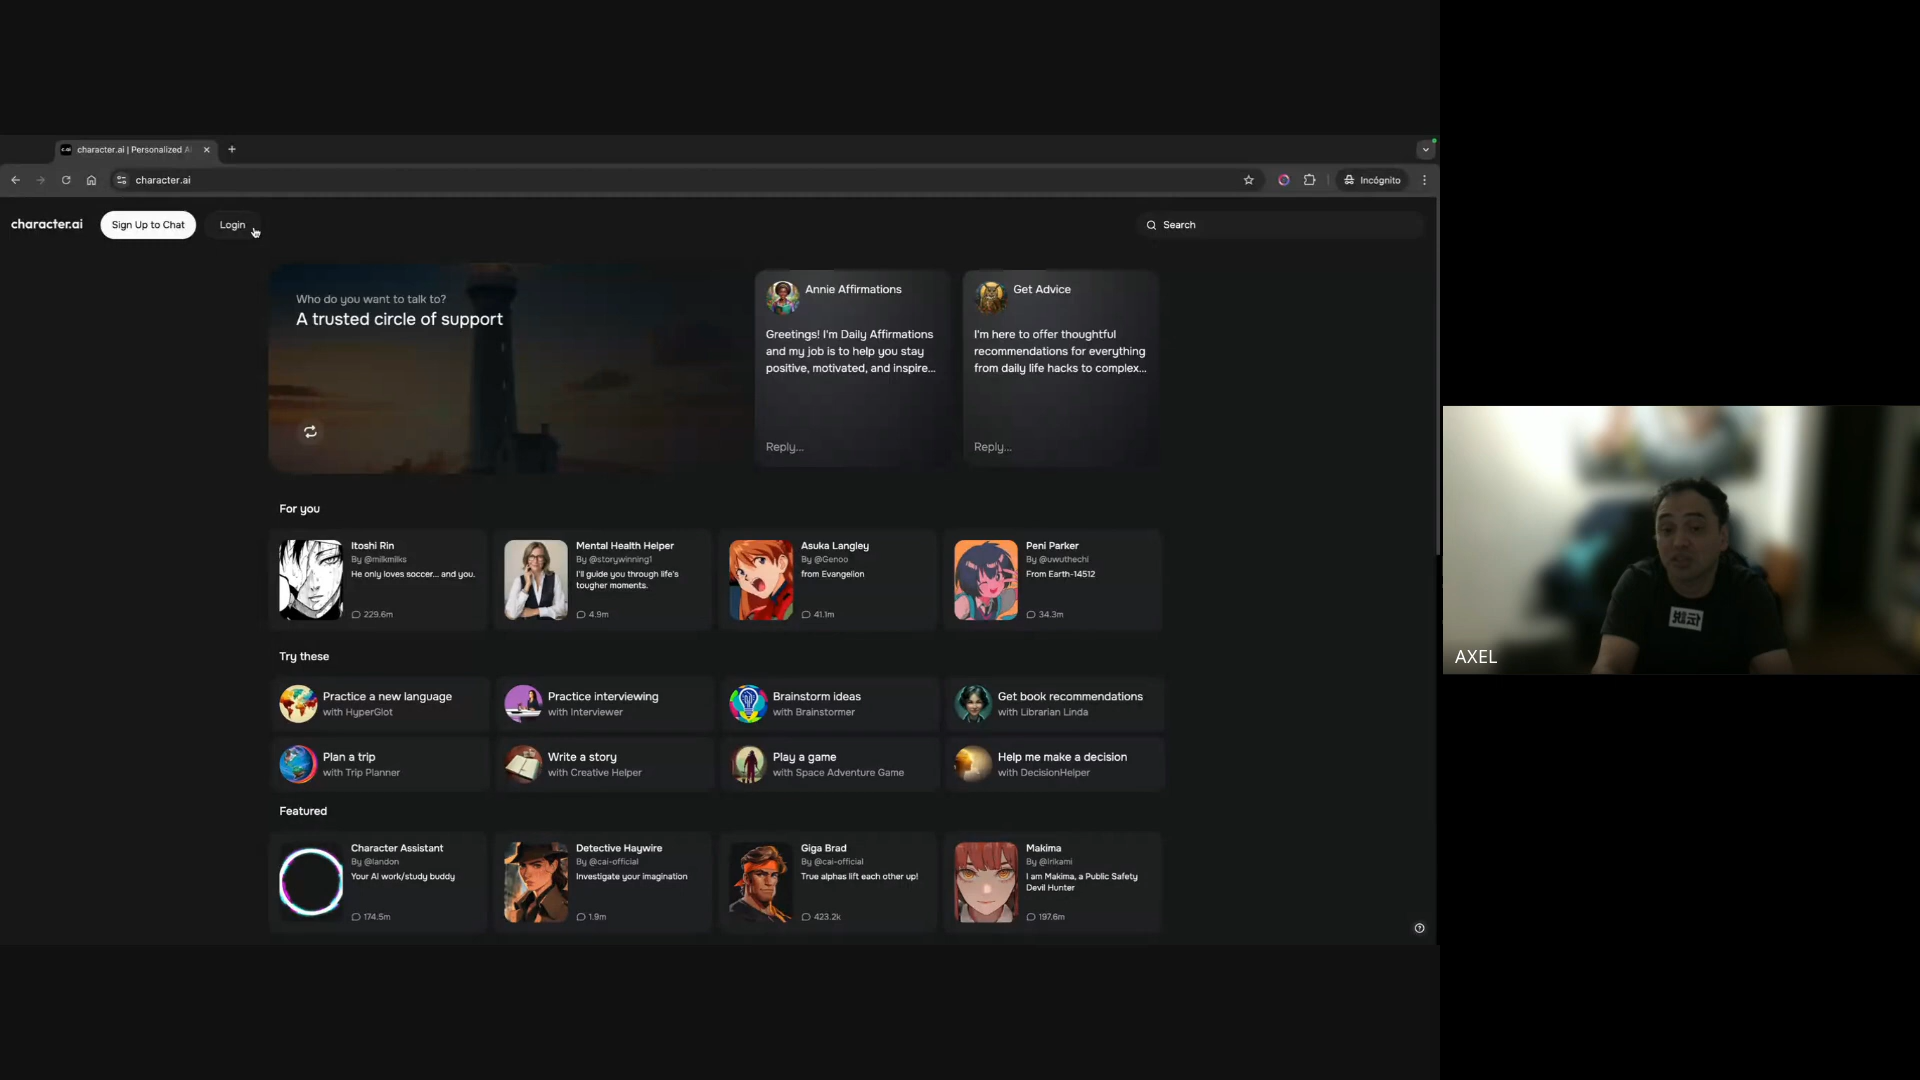 character.ai | Personalized AI
character.ai
Incógnito
character.ai
Sign Up to Chat
Login
Search
Who do you want to talk to?
A trusted circle of support
Annie Affirmations
Greetings! I'm Daily Affirmations
and my job is to help you stay
positive, motivated, and inspire...
Reply...
Get Advice
I'm here to offer thoughtful
recommendations for everything
from daily life hacks to complex...
Reply...
For you
Itoshi Rin
By @milkmilks
He only loves soccer... and you.
229.6m
Mental Health Helper
By @storywinning1
I'll guide you through life's
tougher moments.
4.9m
Asuka Langley
By @Genoo
from Evangelion
41.1m
Peni Parker
By @uwuthechi
From Earth-14512
34.3m
Try these
Practice a new language
with HyperGlot
Practice interviewing
with Interviewer
Brainstorm ideas
with Brainstormer
Get book recommendations
with Librarian Linda
Plan a trip
with Trip Planner
Write a story
with Creative Helper
Play a game
with Space Adventure Game
Help me make a decision
with DecisionHelper
Featured
Character Assistant
By @landon
Your AI work/study buddy
174.5m
Detective Haywire
By @cai-official
Investigate your imagination
1.9m
Giga Brad
By @cai-official
True alphas lift each other up!
423.2k
Makima
By @Irikami
I am Makima, a Public Safety
Devil Hunter
197.6m
AXEL